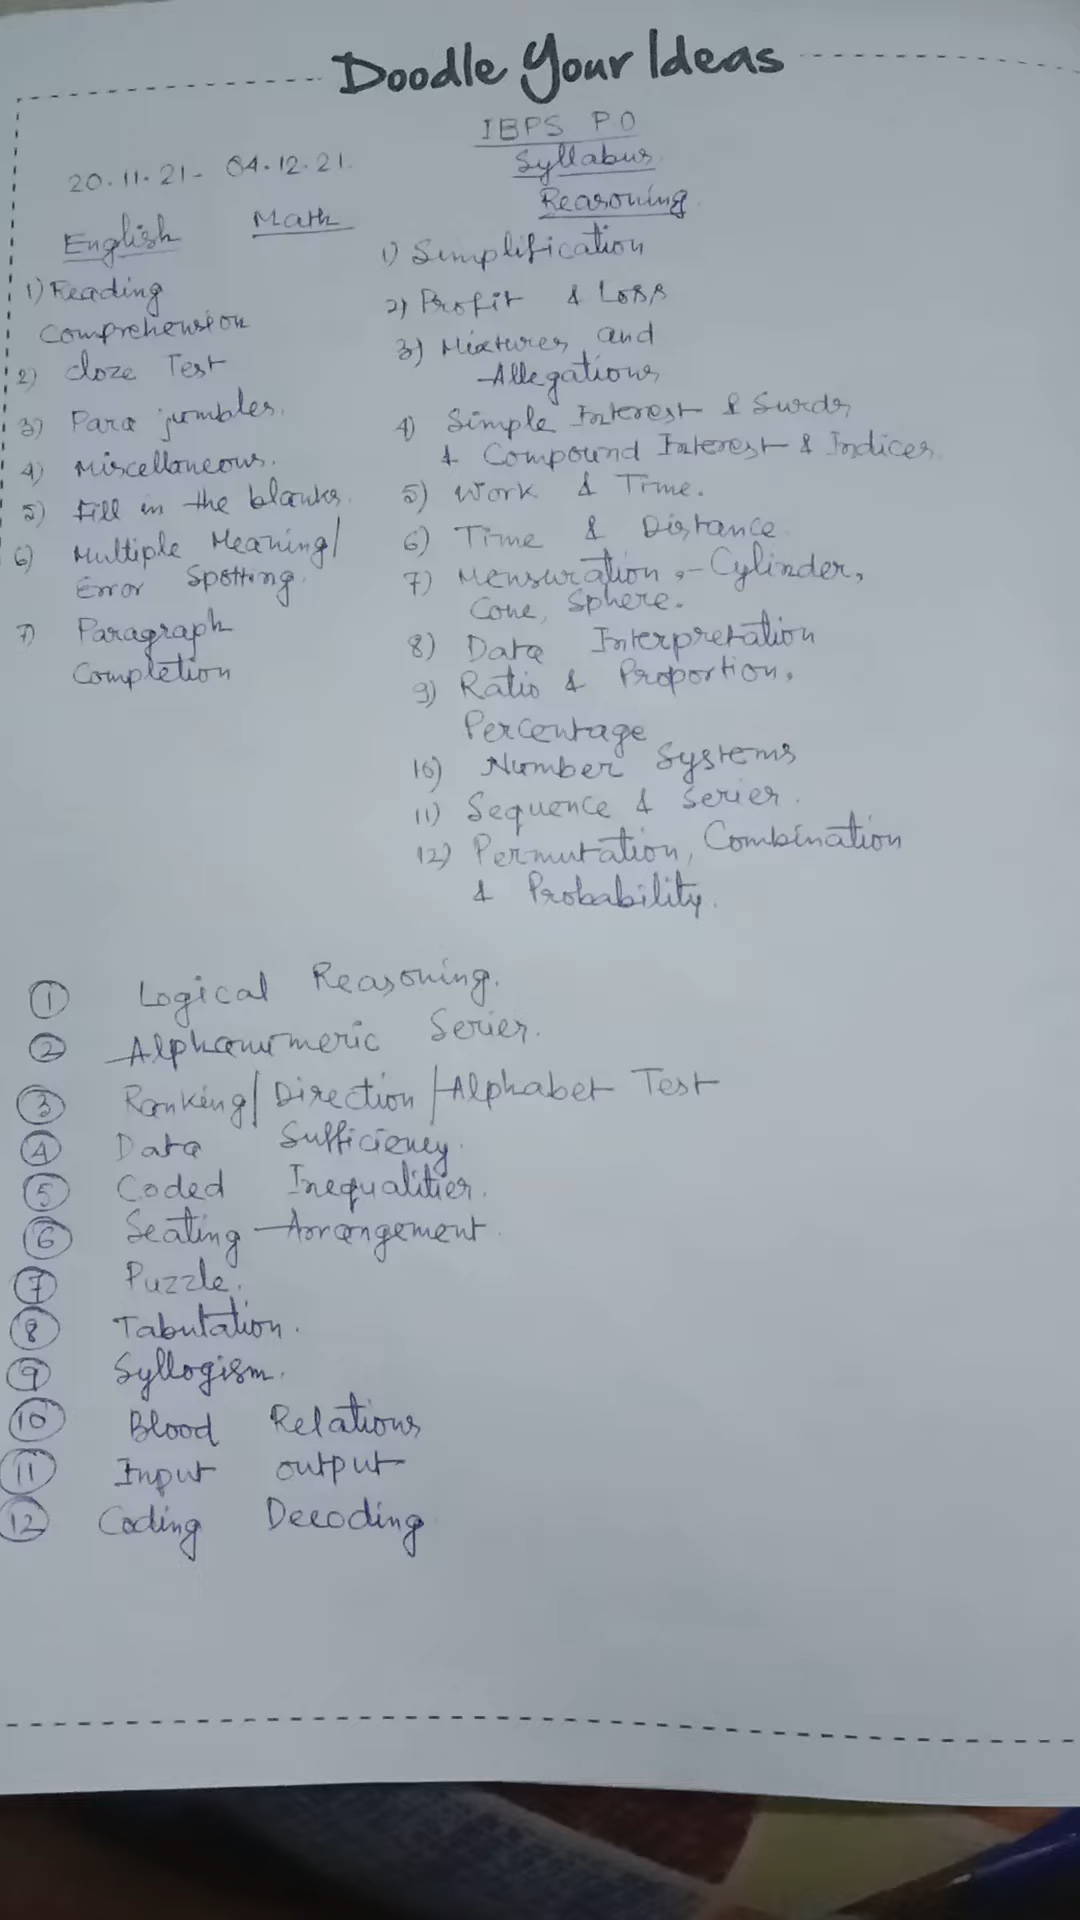 Doodle Your Ideas
IBPS PO
Syllabus
20.11.21- 04.12.21.
Reasoning
English
1) Reading
Comprehension
2) Cloze Test
3) Para jumbles.
4) Miscellaneous.
5) Fill in the blanks.
6) Multiple Meaning/
Error Spotting.
7) Paragraph
Completion
Math
1) Simplification
2) Profit & Loss
3) Mixtures and
Allegations
4) Simple Interest & Surds
& Compound Interest & Indices
5) Work & Time.
6) Time & Distance.
7) Mensuration :- Cylinder,
Cone, Sphere.
8) Data Interpretation
9) Ratio & Proportion,
Percentage
10) Number Systems
11) Sequence & Series.
12) Permutation, Combination
& Probability.
1 Logical Reasoning.
2 Alphanumeric Series.
3 Ranking/Direction/Alphabet Test
4 Data Sufficiency.
5 Coded Inequalities.
6 Seating Arrangement.
7 Puzzle.
8 Tabutation.
9 Syllogism.
10 Blood Relations
11 Input output
12 Coding Decoding